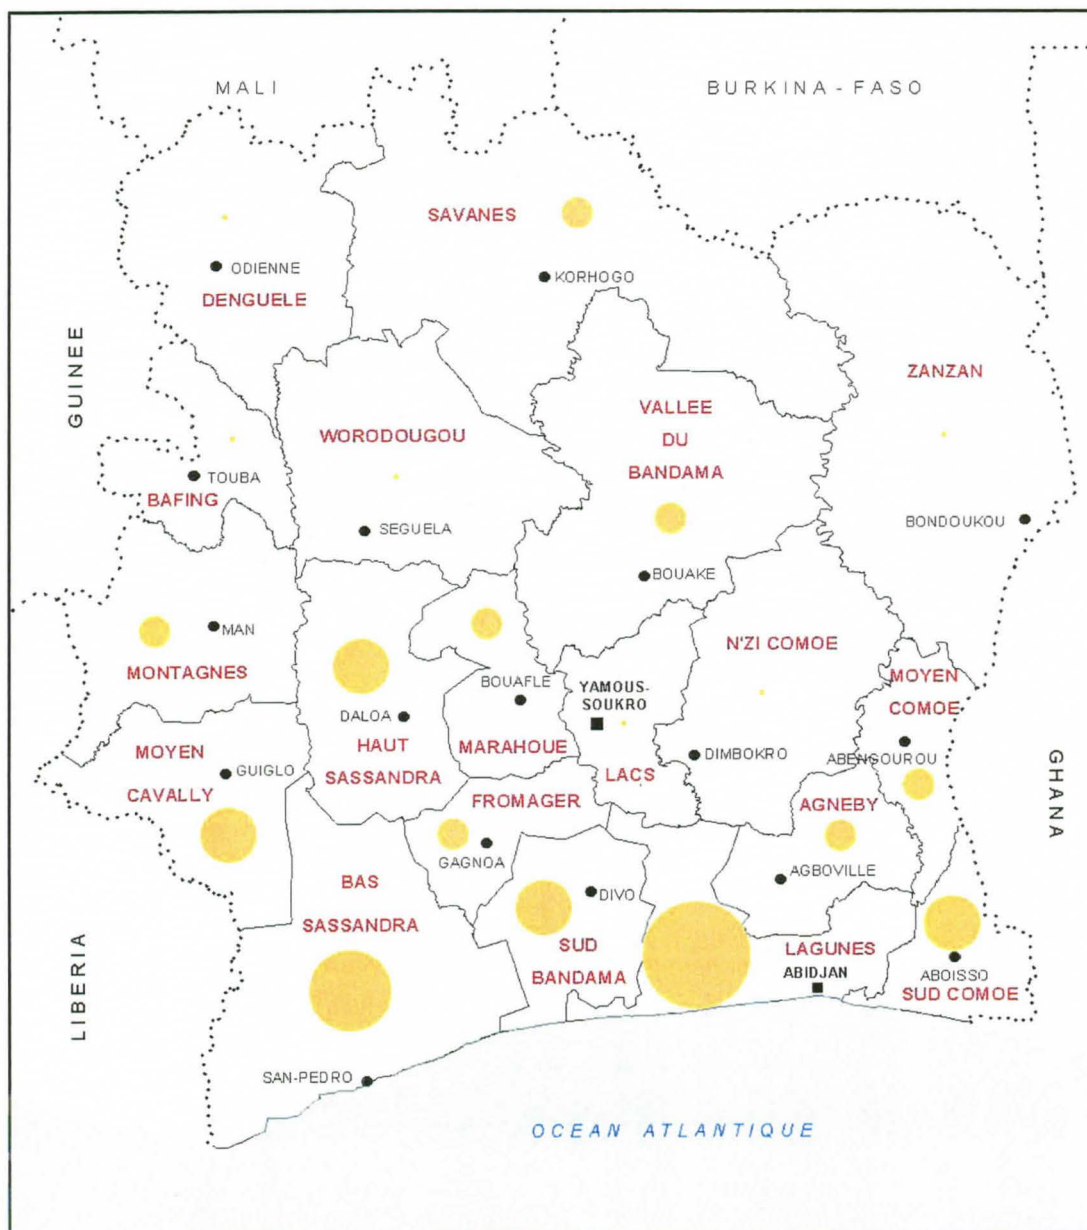 MALI
BURKINA - FASO
SAVANES
ODIENNE
KORHOGO
DENGUELE
GUINEE
ZANZAN
VALLEE
DU
BANDAMA
WORODOUGOU
TOUBA
BAFING
SEGUELA
BONDOUKOU
BOUAKE
MAN
MONTAGNES
N'ZI COMOE
MOYEN
COMOE
BOUAFLE
YAMOUS-
SOUKRO
DALOA
HAUT
SASSANDRA
MARAHOUE
MOYEN
CAVALLY
GUIGLO
DIMBOKRO
ABENGOUROU
LACS
FROMAGER
AGNEBY
GHANA
GAGNOA
AGBOVILLE
BAS
SASSANDRA
DIVO
SUD
BANDAMA
LAGUNES
ABIDJAN
ABOISSO
SUD COMOE
LIBERIA
SAN-PEDRO
OCEAN ATLANTIQUE